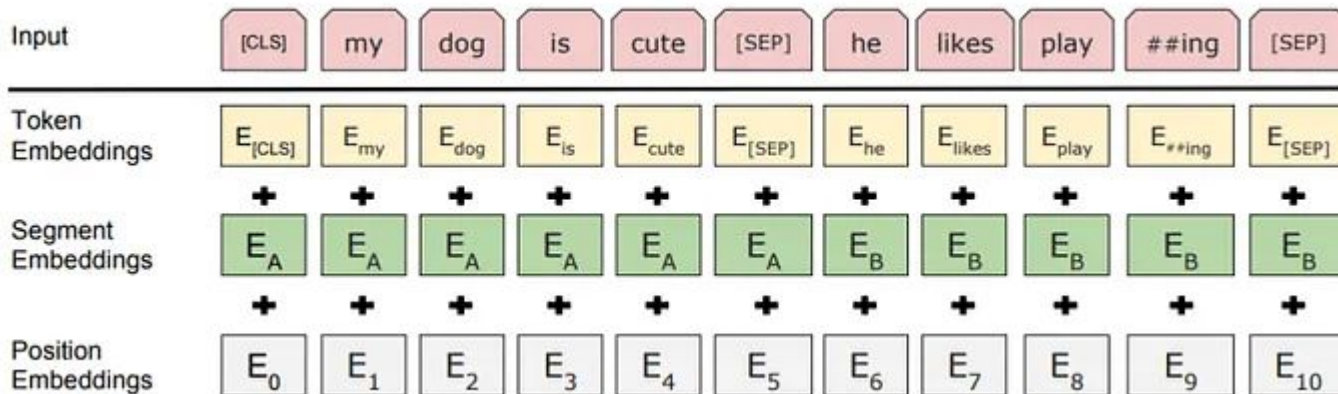 Input [CLS] my dog is cute [SEP] he likes play ##ing [SEP]
Token
Embeddings E[CLS] Emy Edog Eis Ecute E[SEP] Ehe Elikes Eplay E##ing E[SEP]
+ + + + + + + + + + +
Segment
Embeddings EA EA EA EA EA EA EB EB EB EB EB
+ + + + + + + + + + +
Position
Embeddings E0 E1 E2 E3 E4 E5 E6 E7 E8 E9 E10